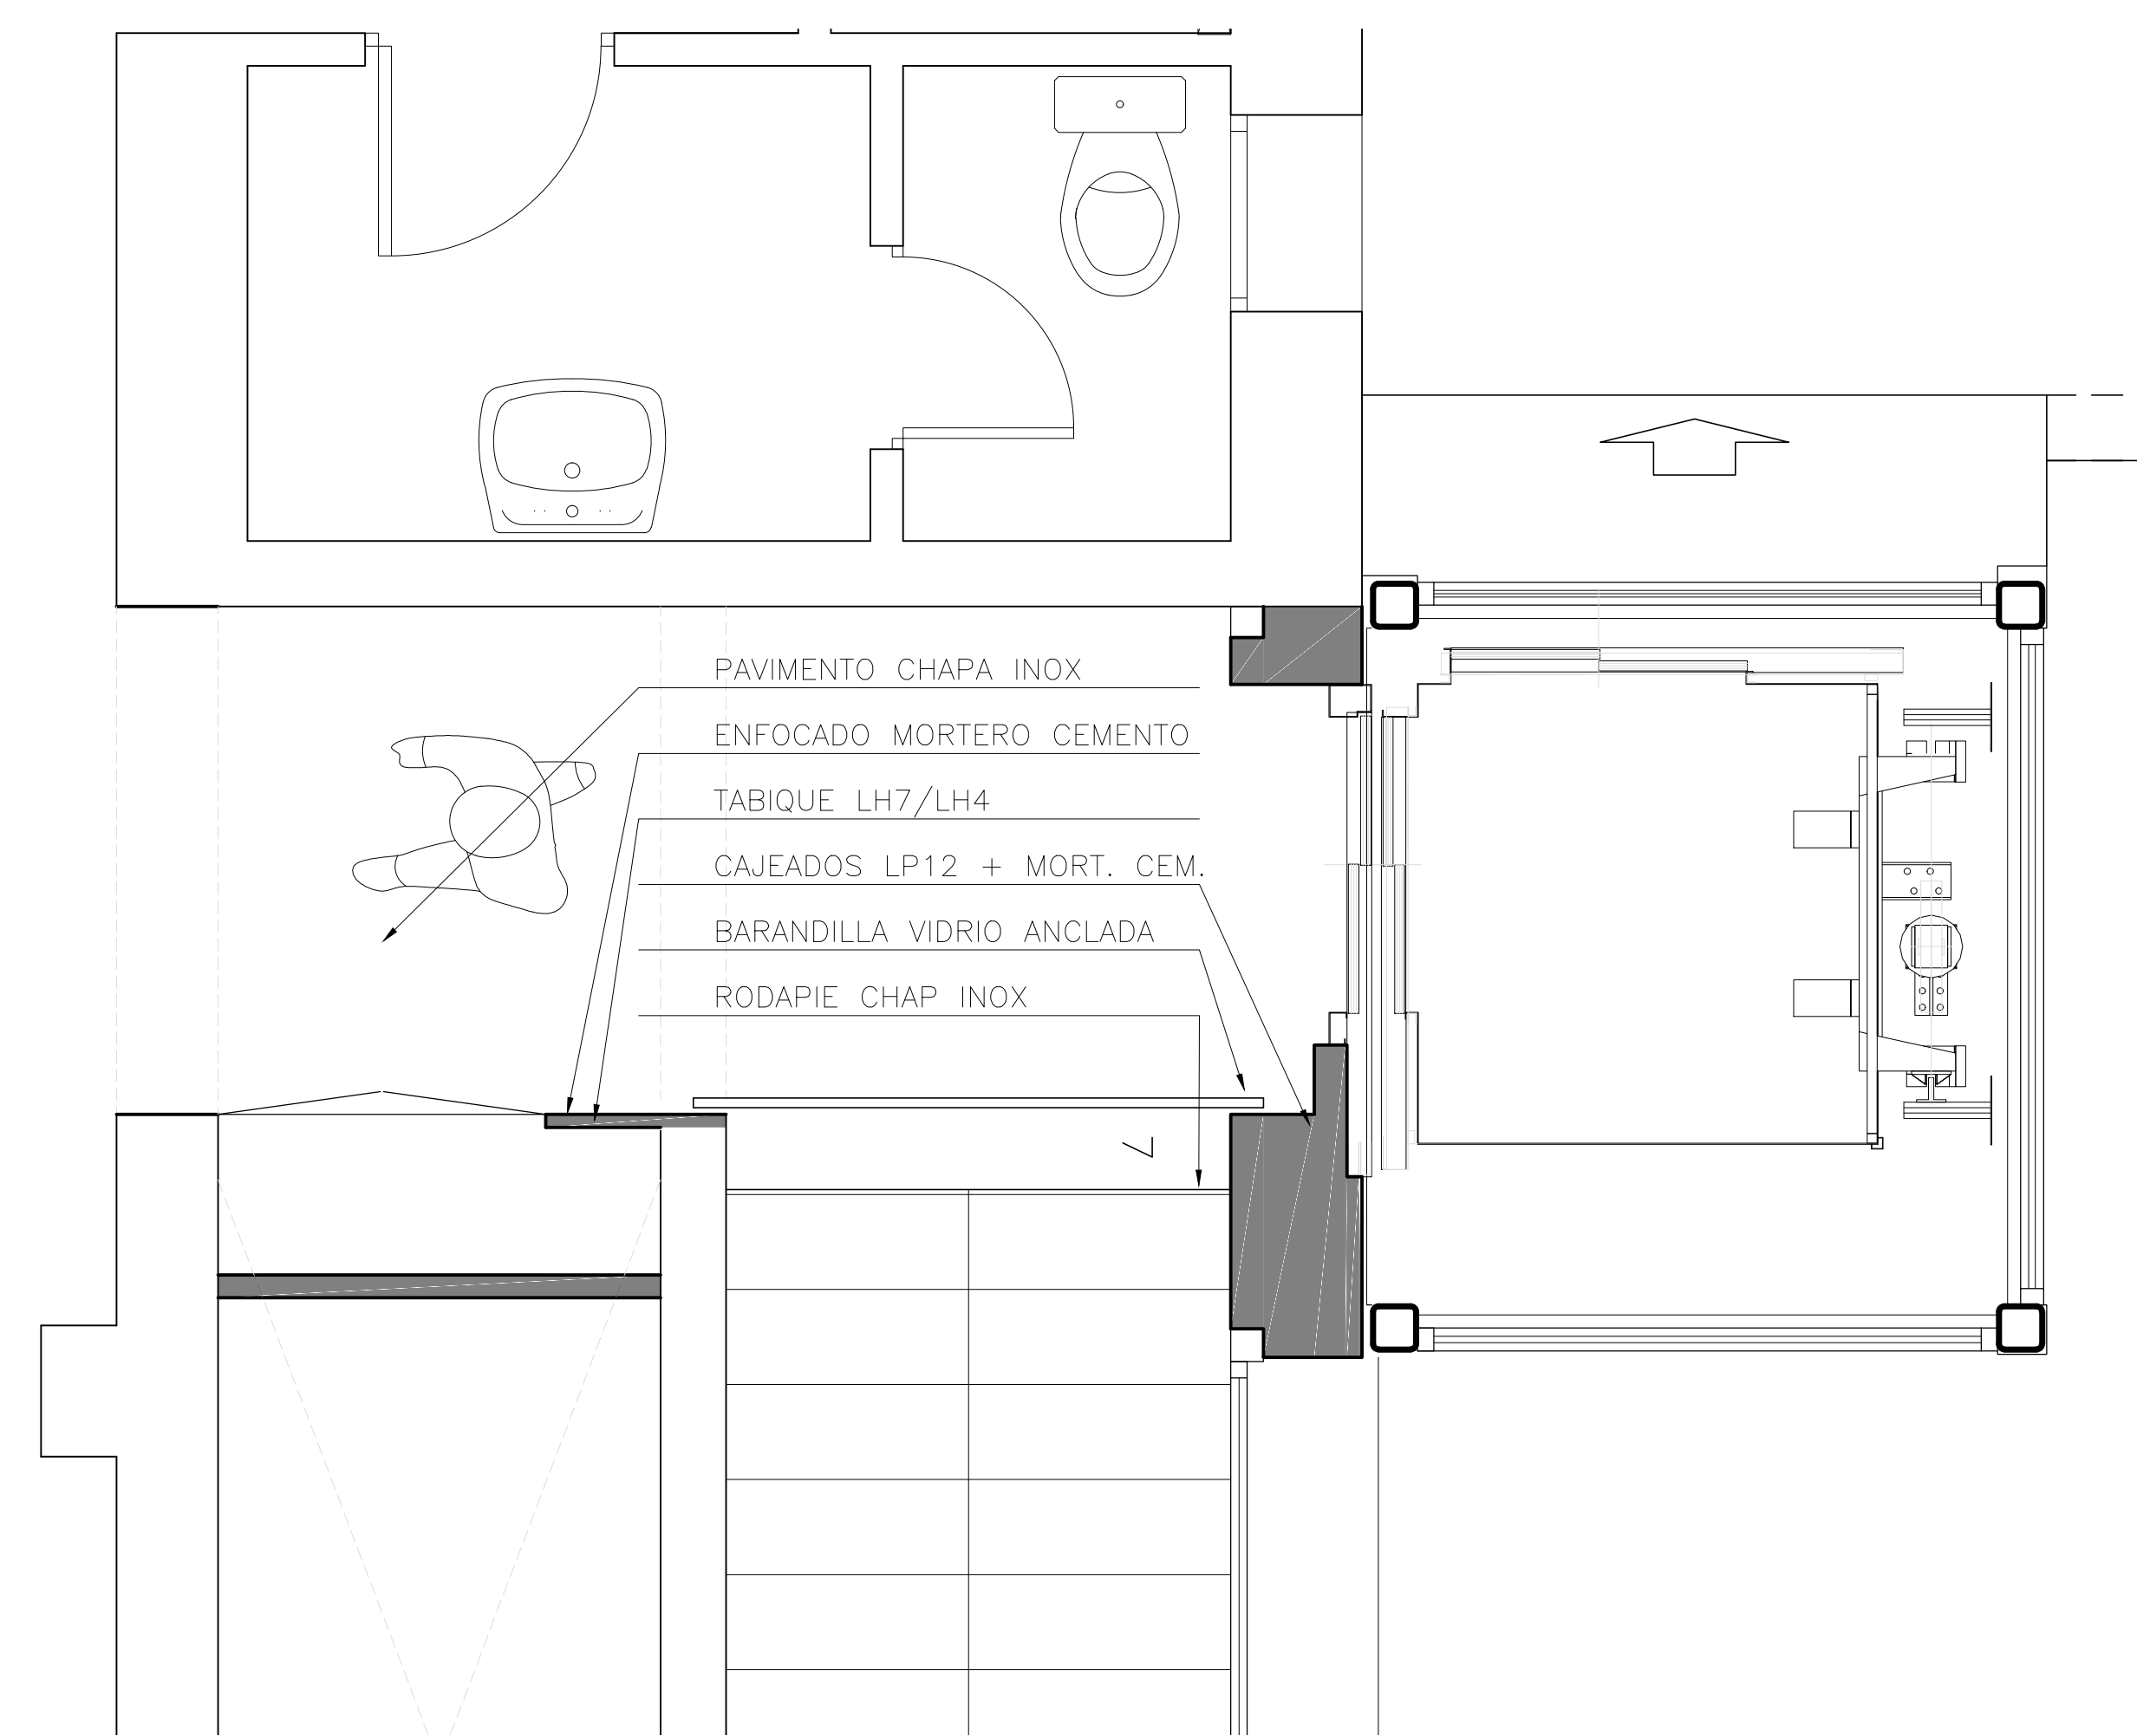 PAVIMENTO CHAPA INOX
ENFOCADO MORTERO CEMENTO
TABIQUE LH7/LH4
CAJEADOS LP12 + MORT. CEM.
BARANDILLA VIDRIO ANCLADA
RODAPIE CHAP INOX